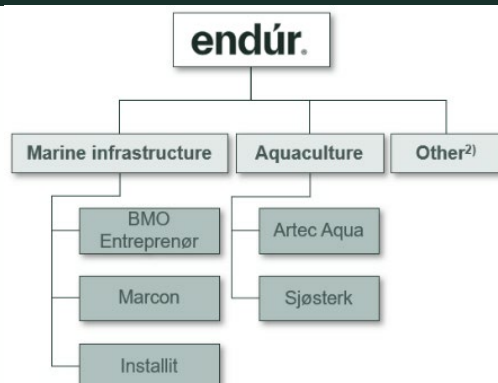 endúr.
Marine infrastructure
Aquaculture
Other²⁾
BMO
Entreprenør
Artec Aqua
Marcon
Sjøsterk
Installit